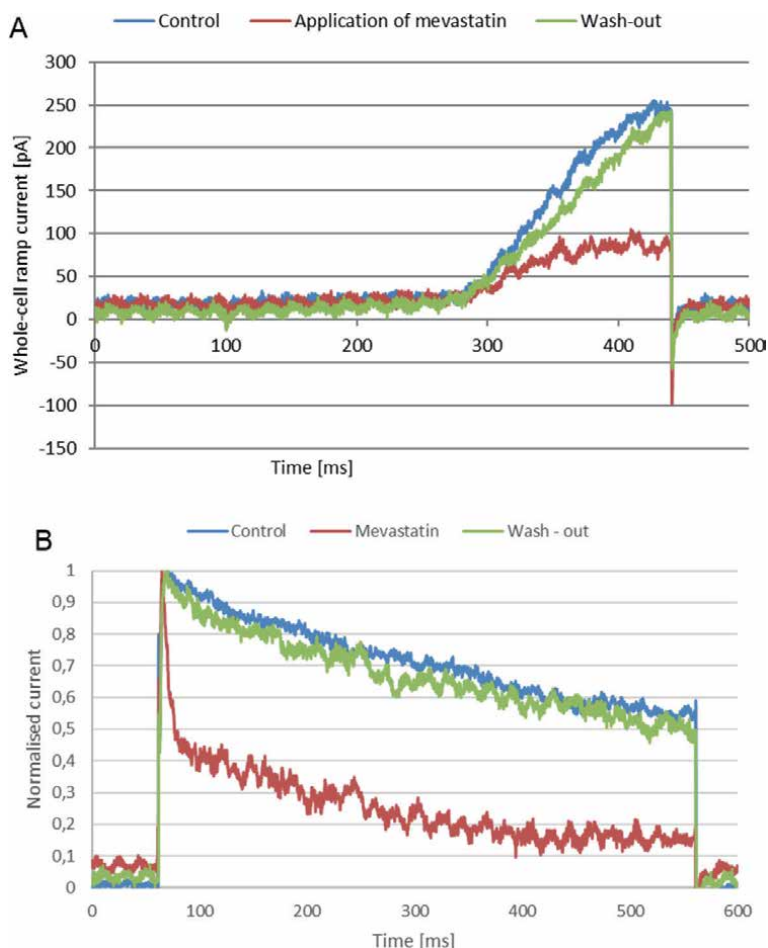 A
Control Application of mevastatin Wash-out
Whole-cell ramp current [pA]
300
250
200
150
100
50
0
-50
-100
-150
0 100 200 300 400 500
Time [ms]
B
Control Mevastatin Wash - out
Normalised current
1
0,9
0,8
0,7
0,6
0,5
0,4
0,3
0,2
0,1
0
0 100 200 300 400 500 600
Time [ms]